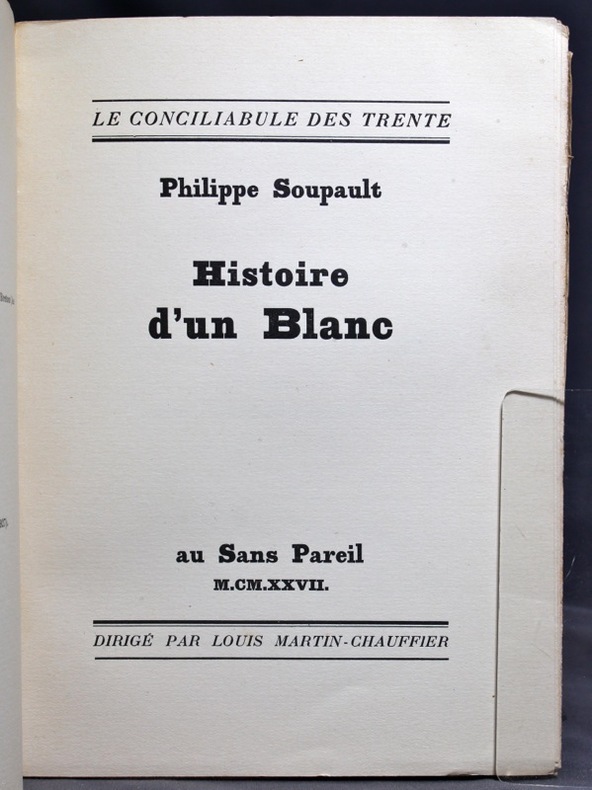 LE CONCILIABULE DES TRENTE
Philippe Soupault
Histoire
d'un Blanc
au Sans Pareil
M.CM.XXVII.
DIRIGÉ PAR LOUIS MARTIN-CHAUFFIER